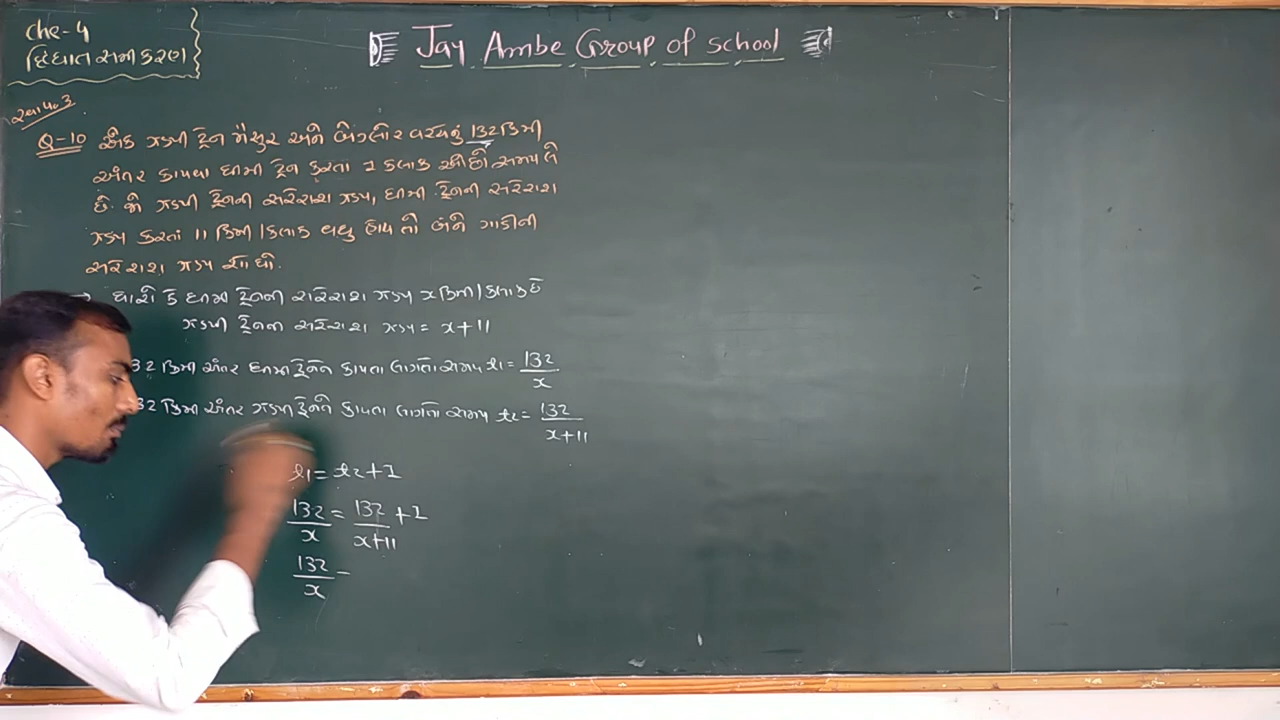 Che-4
દ્વિઘાત સમીકરણ
Jay Ambe Group of School
સ્વા 4.3
Q-10 એક ઝડપી ટ્રેન મૈસુર અને બેંગ્લોર વચ્ચેનું 132 કિમી
અંતર કાપવા ધીમી ટ્રેન કરતા 1 કલાક ઓછો સમય લે
છે. જો ઝડપી ટ્રેનની સરેરાશ ઝડપ, ધીમી ટ્રેનની સરેરાશ
ઝડપ કરતાં 11 કિમી/કલાક વધુ હોય તો બંને ગાડીની
સરેરાશ ઝડપ શોધો.
→ ધારો કે ધીમી ટ્રેનની સરેરાશ ઝડપ x કિમી/કલાક છે
ઝડપી ટ્રેનની સરેરાશ ઝડપ = x+11
32 કિમી અંતર ધીમી ટ્રેનને કાપતા લાગતો સમય t1 = 132/x
32 કિમી અંતર ઝડપી ટ્રેનને કાપતા લાગતો સમય t2 = 132/x+11
t1 = t2 + 1
132/x = 132/x+11 + 1
132/x -